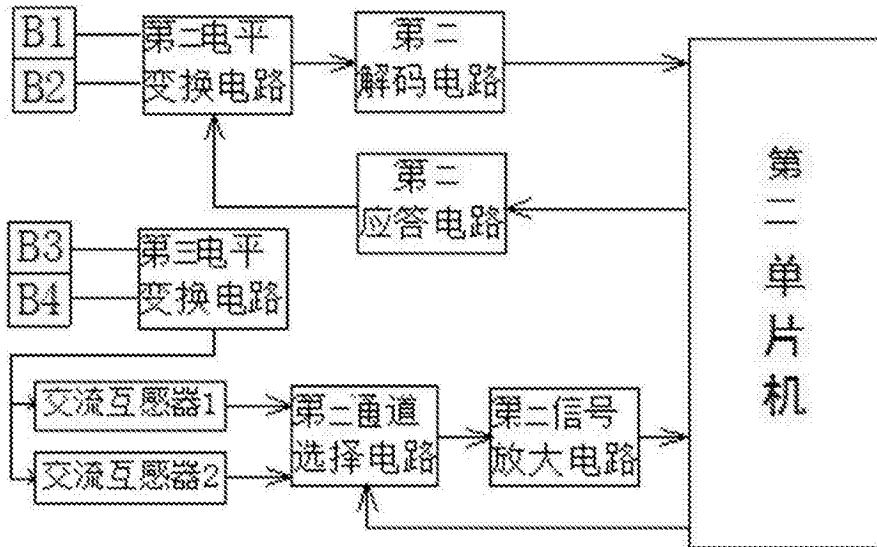 B1
B2
第二电平
变换电路
第二
解码电路
第二
应答电路
B3
B4
第三电平
变换电路
交流互感器1
交流互感器2
第二通道
选择电路
第二信号
放大电路
第二单片机